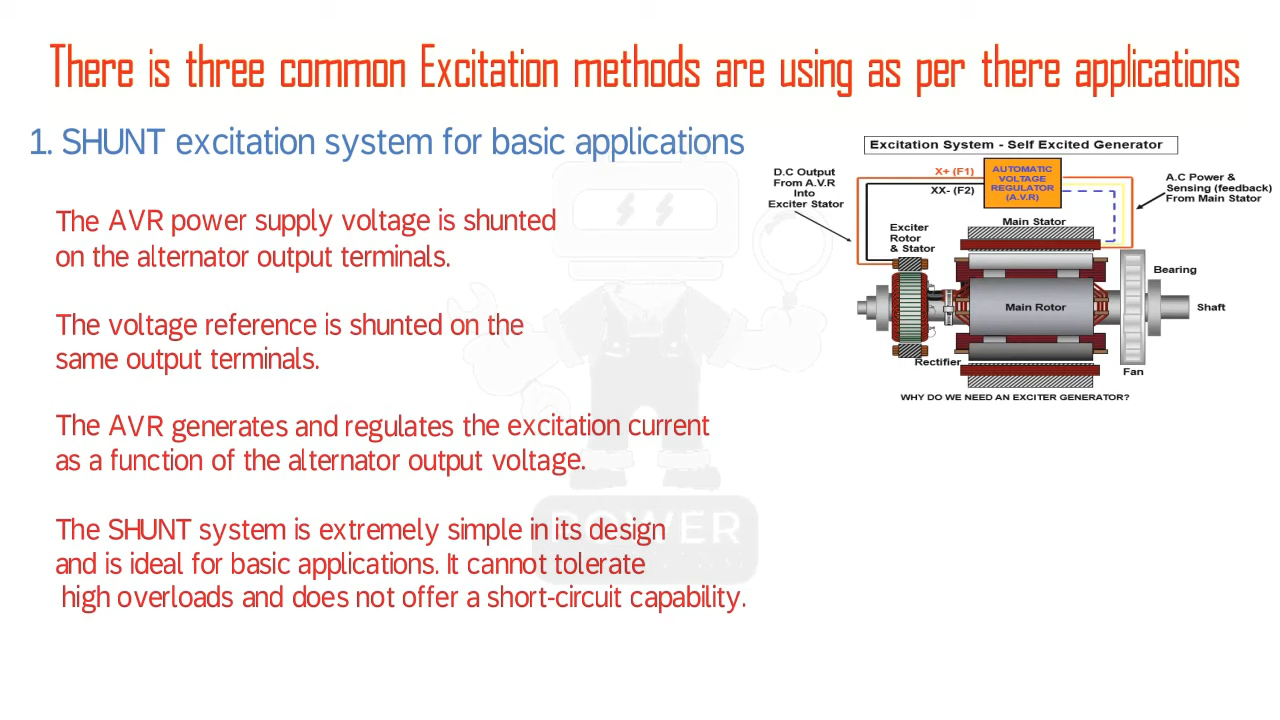 There is three common Excitation methods are using as per there applications
1. SHUNT excitation system for basic applications
The AVR power supply voltage is shunted
on the alternator output terminals.
The voltage reference is shunted on the
same output terminals.
The AVR generates and regulates the excitation current
as a function of the alternator output voltage.
The SHUNT system is extremely simple in its design
and is ideal for basic applications. It cannot tolerate
high overloads and does not offer a short-circuit capability.
Excitation System - Self Excited Generator
D.C Output
From A.V.R
Into
Exciter Stator
X+ (F1)
XX- (F2)
AUTOMATIC
VOLTAGE
REGULATOR
(A.V.R)
A.C Power &
Sensing (feedback)
From Main Stator
Main Stator
Exciter
Rotor
& Stator
Bearing
Main Rotor
Shaft
Rectifier
Fan
WHY DO WE NEED AN EXCITER GENERATOR?
POWER